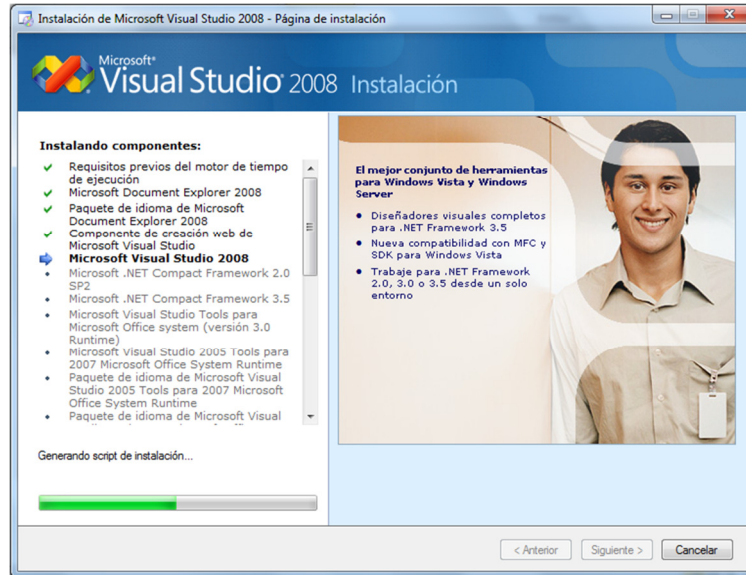 Instalación de Microsoft Visual Studio 2008 - Página de instalación
Microsoft®
Visual Studio® 2008 Instalación
Instalando componentes:
Requisitos previos del motor de tiempo
de ejecución
Microsoft Document Explorer 2008
Paquete de idioma de Microsoft
Document Explorer 2008
Componente de creación web de
Microsoft Visual Studio
Microsoft Visual Studio 2008
Microsoft .NET Compact Framework 2.0
SP2
Microsoft .NET Compact Framework 3.5
Microsoft Visual Studio Tools para
Microsoft Office system (versión 3.0
Runtime)
Microsoft Visual Studio 2005 Tools para
2007 Microsoft Office System Runtime
Paquete de idioma de Microsoft Visual
Studio 2005 Tools para 2007 Microsoft
Office System Runtime
Paquete de idioma de Microsoft Visual
Generando script de instalación...
El mejor conjunto de herramientas
para Windows Vista y Windows
Server
• Diseñadores visuales completos
para .NET Framework 3.5
• Nueva compatibilidad con MFC y
SDK para Windows Vista
• Trabaje para .NET Framework
2.0, 3.0 o 3.5 desde un solo
entorno
< Anterior
Siguiente >
Cancelar